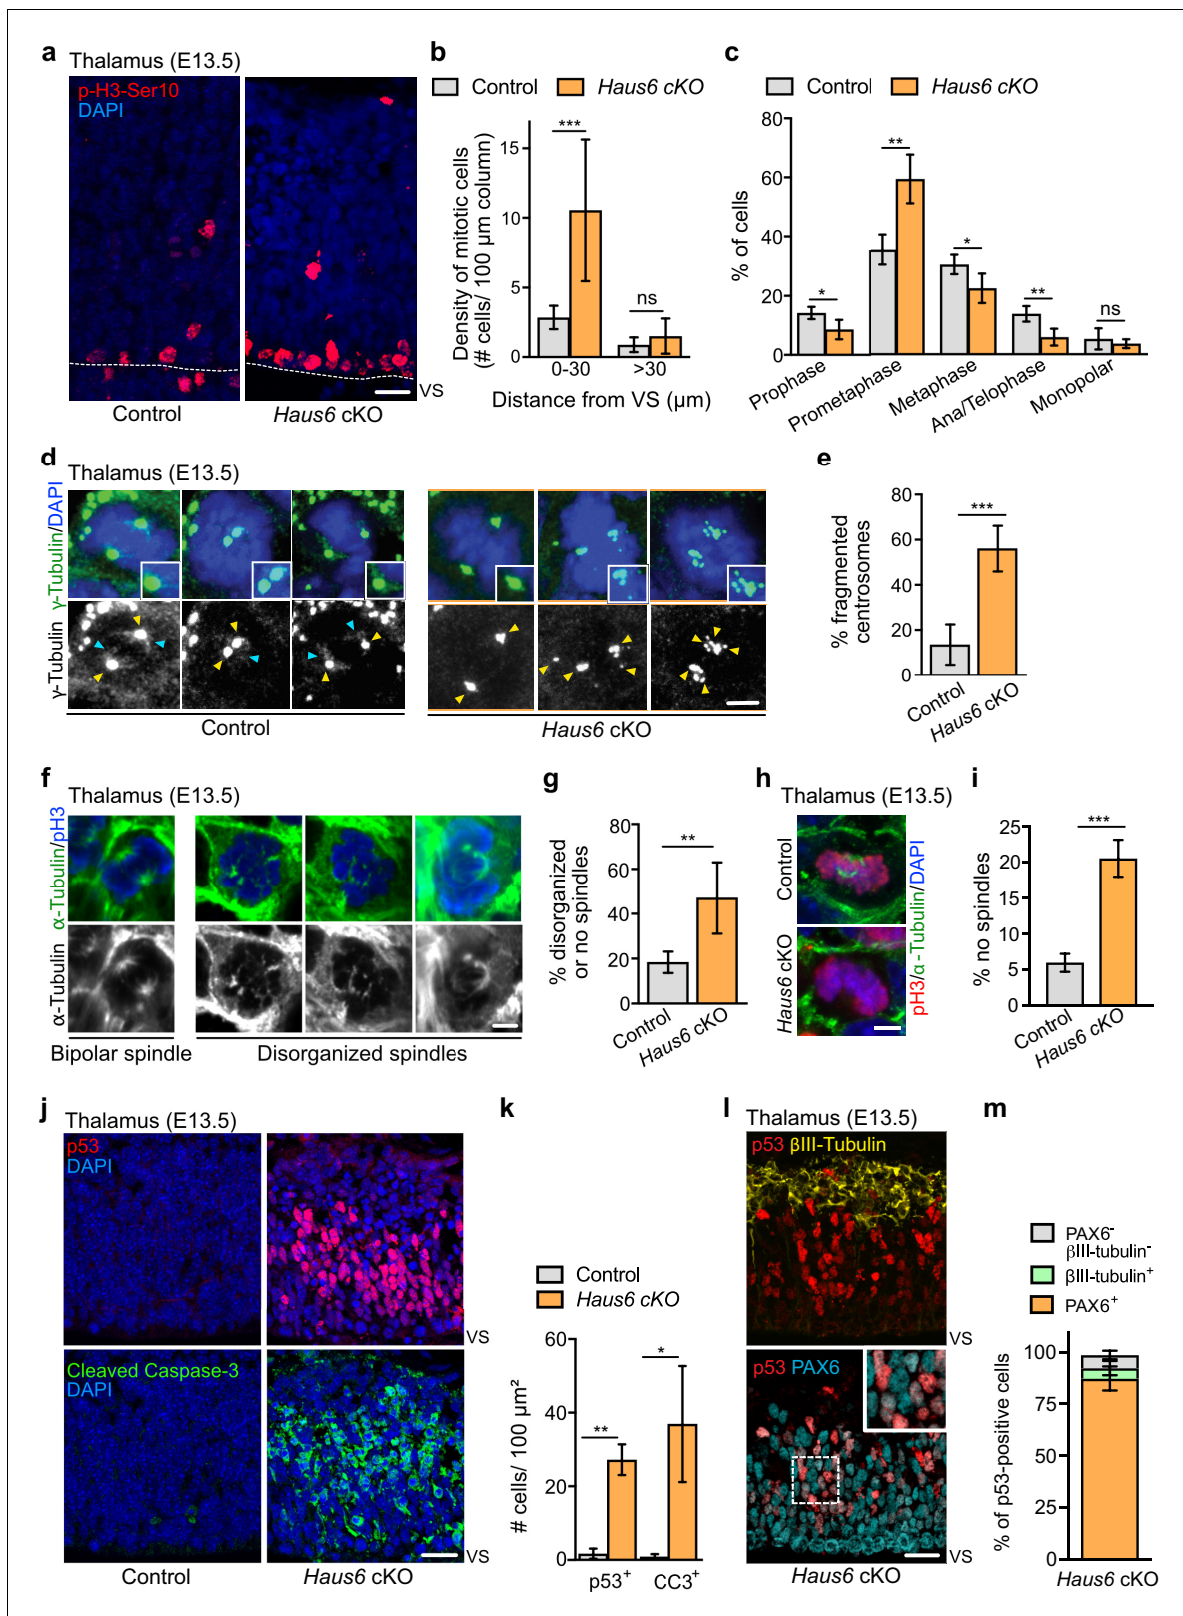 a
Thalamus (E13.5)
p-H3-Ser10
DAPI
VS
Control
Haus6 cKO
b
Control
Haus6 cKO
Density of mitotic cells
(# cells/ 100 µm column)
15
10
5
0
***
ns
0-30
>30
Distance from VS (µm)
c
Control
Haus6 cKO
% of cells
80
60
40
20
0
*
**
*
**
ns
Prophase
Prometaphase
Metaphase
Ana/Telophase
Monopolar
d
Thalamus (E13.5)
γ-Tubulin/DAPI
γ-Tubulin
Control
Haus6 cKO
e
% fragmented
centrosomes
80
60
40
20
0
***
Control
Haus6 cKO
f
Thalamus (E13.5)
α-Tubulin/pH3
α-Tubulin
Bipolar spindle
Disorganized spindles
g
% disorganized
or no spindles
80
60
40
20
0
**
Control
Haus6 cKO
h
Thalamus (E13.5)
Control
Haus6 cKO
pH3/α-Tubulin/DAPI
i
% no spindles
25
20
15
10
5
0
***
Control
Haus6 cKO
j
Thalamus (E13.5)
p53
DAPI
VS
Cleaved Caspase-3
DAPI
VS
Control
Haus6 cKO
k
Control
Haus6 cKO
# cells/ 100 µm²
60
40
20
0
**
*
p53⁺
CC3⁺
l
Thalamus (E13.5)
p53 βIII-Tubulin
VS
p53 PAX6
VS
Haus6 cKO
m
PAX6⁻
βIII-tubulin⁻
βIII-tubulin⁺
PAX6⁺
% of p53-positive cells
100
75
50
25
0
Haus6 cKO